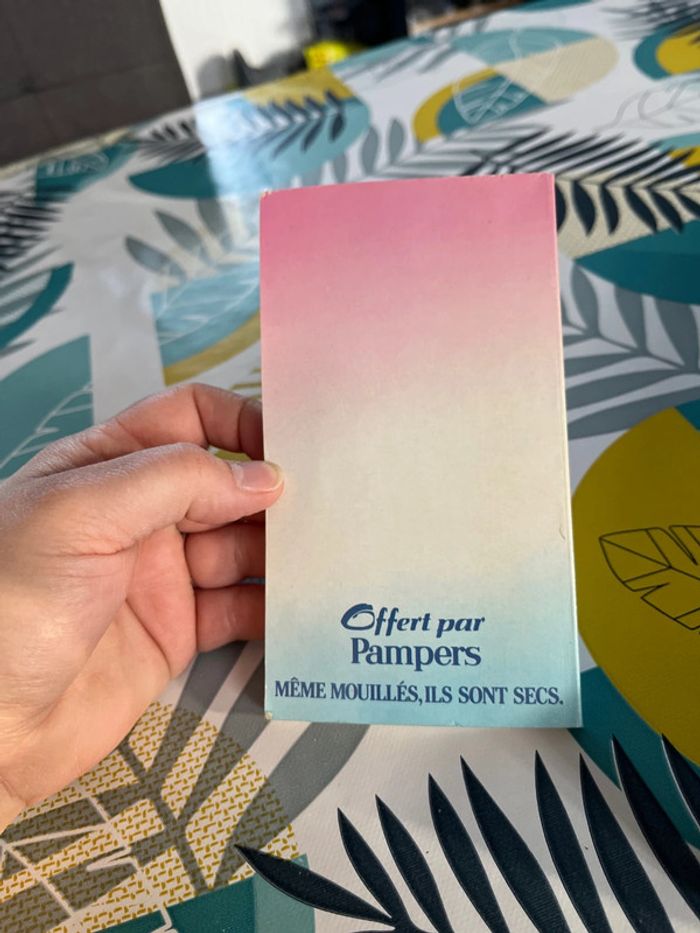 Offert par
Pampers
MÊME MOUILLÉS, ILS SONT SECS.